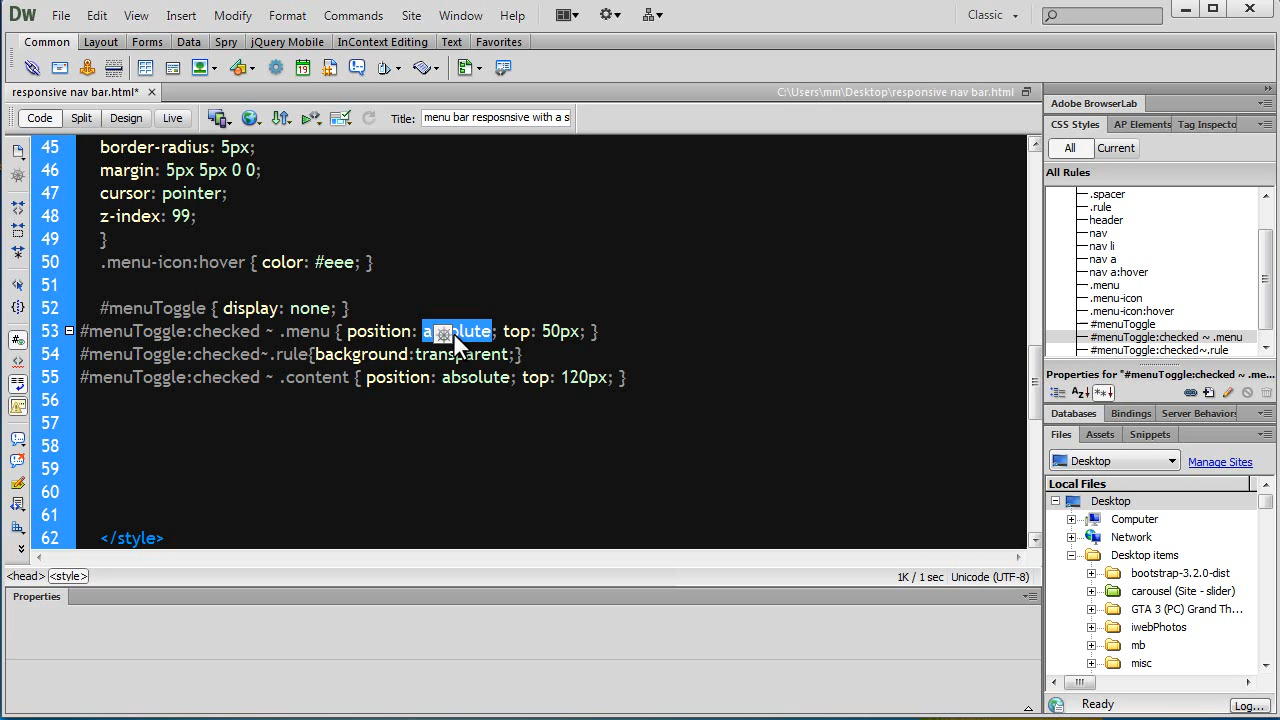 Dw File Edit View Insert Modify Format Commands Site Window Help Classic
Common Layout Forms Data Spry jQuery Mobile InContext Editing Text Favorites
responsive nav bar.html* C:\Users\mm\Desktop\responsive nav bar.html
Code Split Design Live Title: menu bar resposnsive with a s
45 border-radius: 5px;
46 margin: 5px 5px 0 0;
47 cursor: pointer;
48 z-index: 99;
49 }
50 .menu-icon:hover { color: #eee; }
51
52 #menuToggle { display: none; }
53 #menuToggle:checked ~ .menu { position: absolute; top: 50px; }
54 #menuToggle:checked~.rule{background:transparent;}
55 #menuToggle:checked ~ .content { position: absolute; top: 120px; }
56
57
58
59
60
61
62 </style>
<head> <style> 1K / 1 sec Unicode (UTF-8)
Properties
Adobe BrowserLab
CSS Styles AP Elements Tag Inspecto
All Current
All Rules
.spacer
.rule
header
nav
nav li
nav a
nav a:hover
.menu
.menu-icon
.menu-icon:hover
#menuToggle
#menuToggle:checked ~ .menu
#menuToggle:checked~.rule
Properties for "#menuToggle:checked ~ .me...
Databases Bindings Server Behaviors
Files Assets Snippets
Desktop Manage Sites
Local Files
Desktop
Computer
Network
Desktop items
bootstrap-3.2.0-dist
carousel (Site - slider)
GTA 3 (PC) Grand Th...
iwebPhotos
mb
misc
Ready Log...